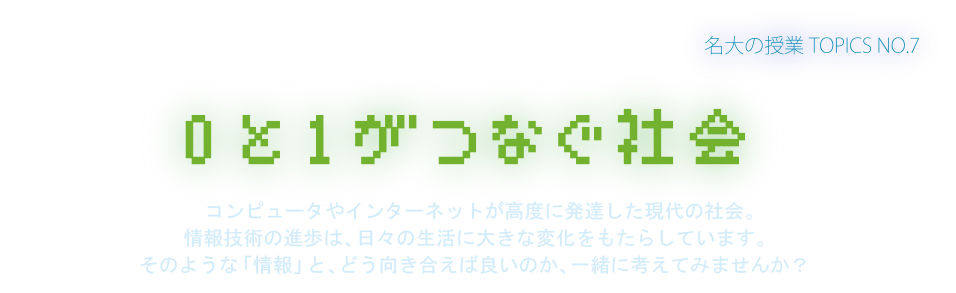 名大の授業 TOPICS NO.7
0と1がつなぐ社会
コンピュータやインターネットが高度に発達した現代の社会。
情報技術の進歩は、日々の生活に大きな変化をもたらしています。
そのような「情報」と、どう向き合えば良いのか、一緒に考えてみませんか？